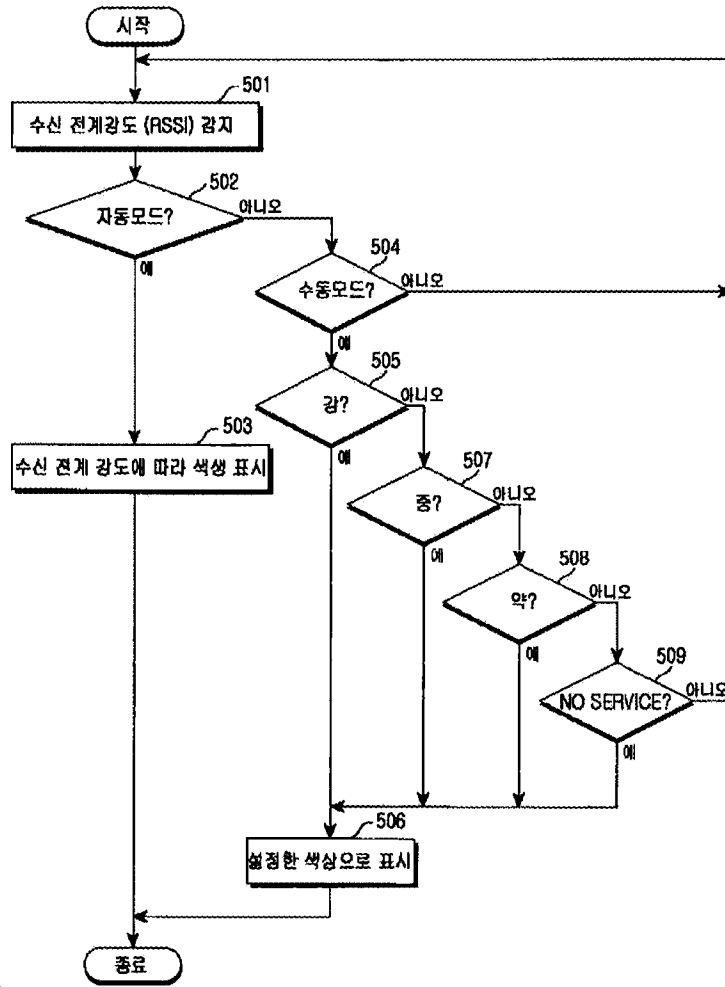 시작
501
수신 전계강도 (RSSI) 감지
502
자동모드?
아니오
예
504
수동모드?
아니오
예
505
강?
아니오
예
503
수신 전계 강도에 따라 색생 표시
507
중?
아니오
예
508
약?
아니오
예
509
NO SERVICE?
아니오
예
506
설정한 색상으로 표시
종료